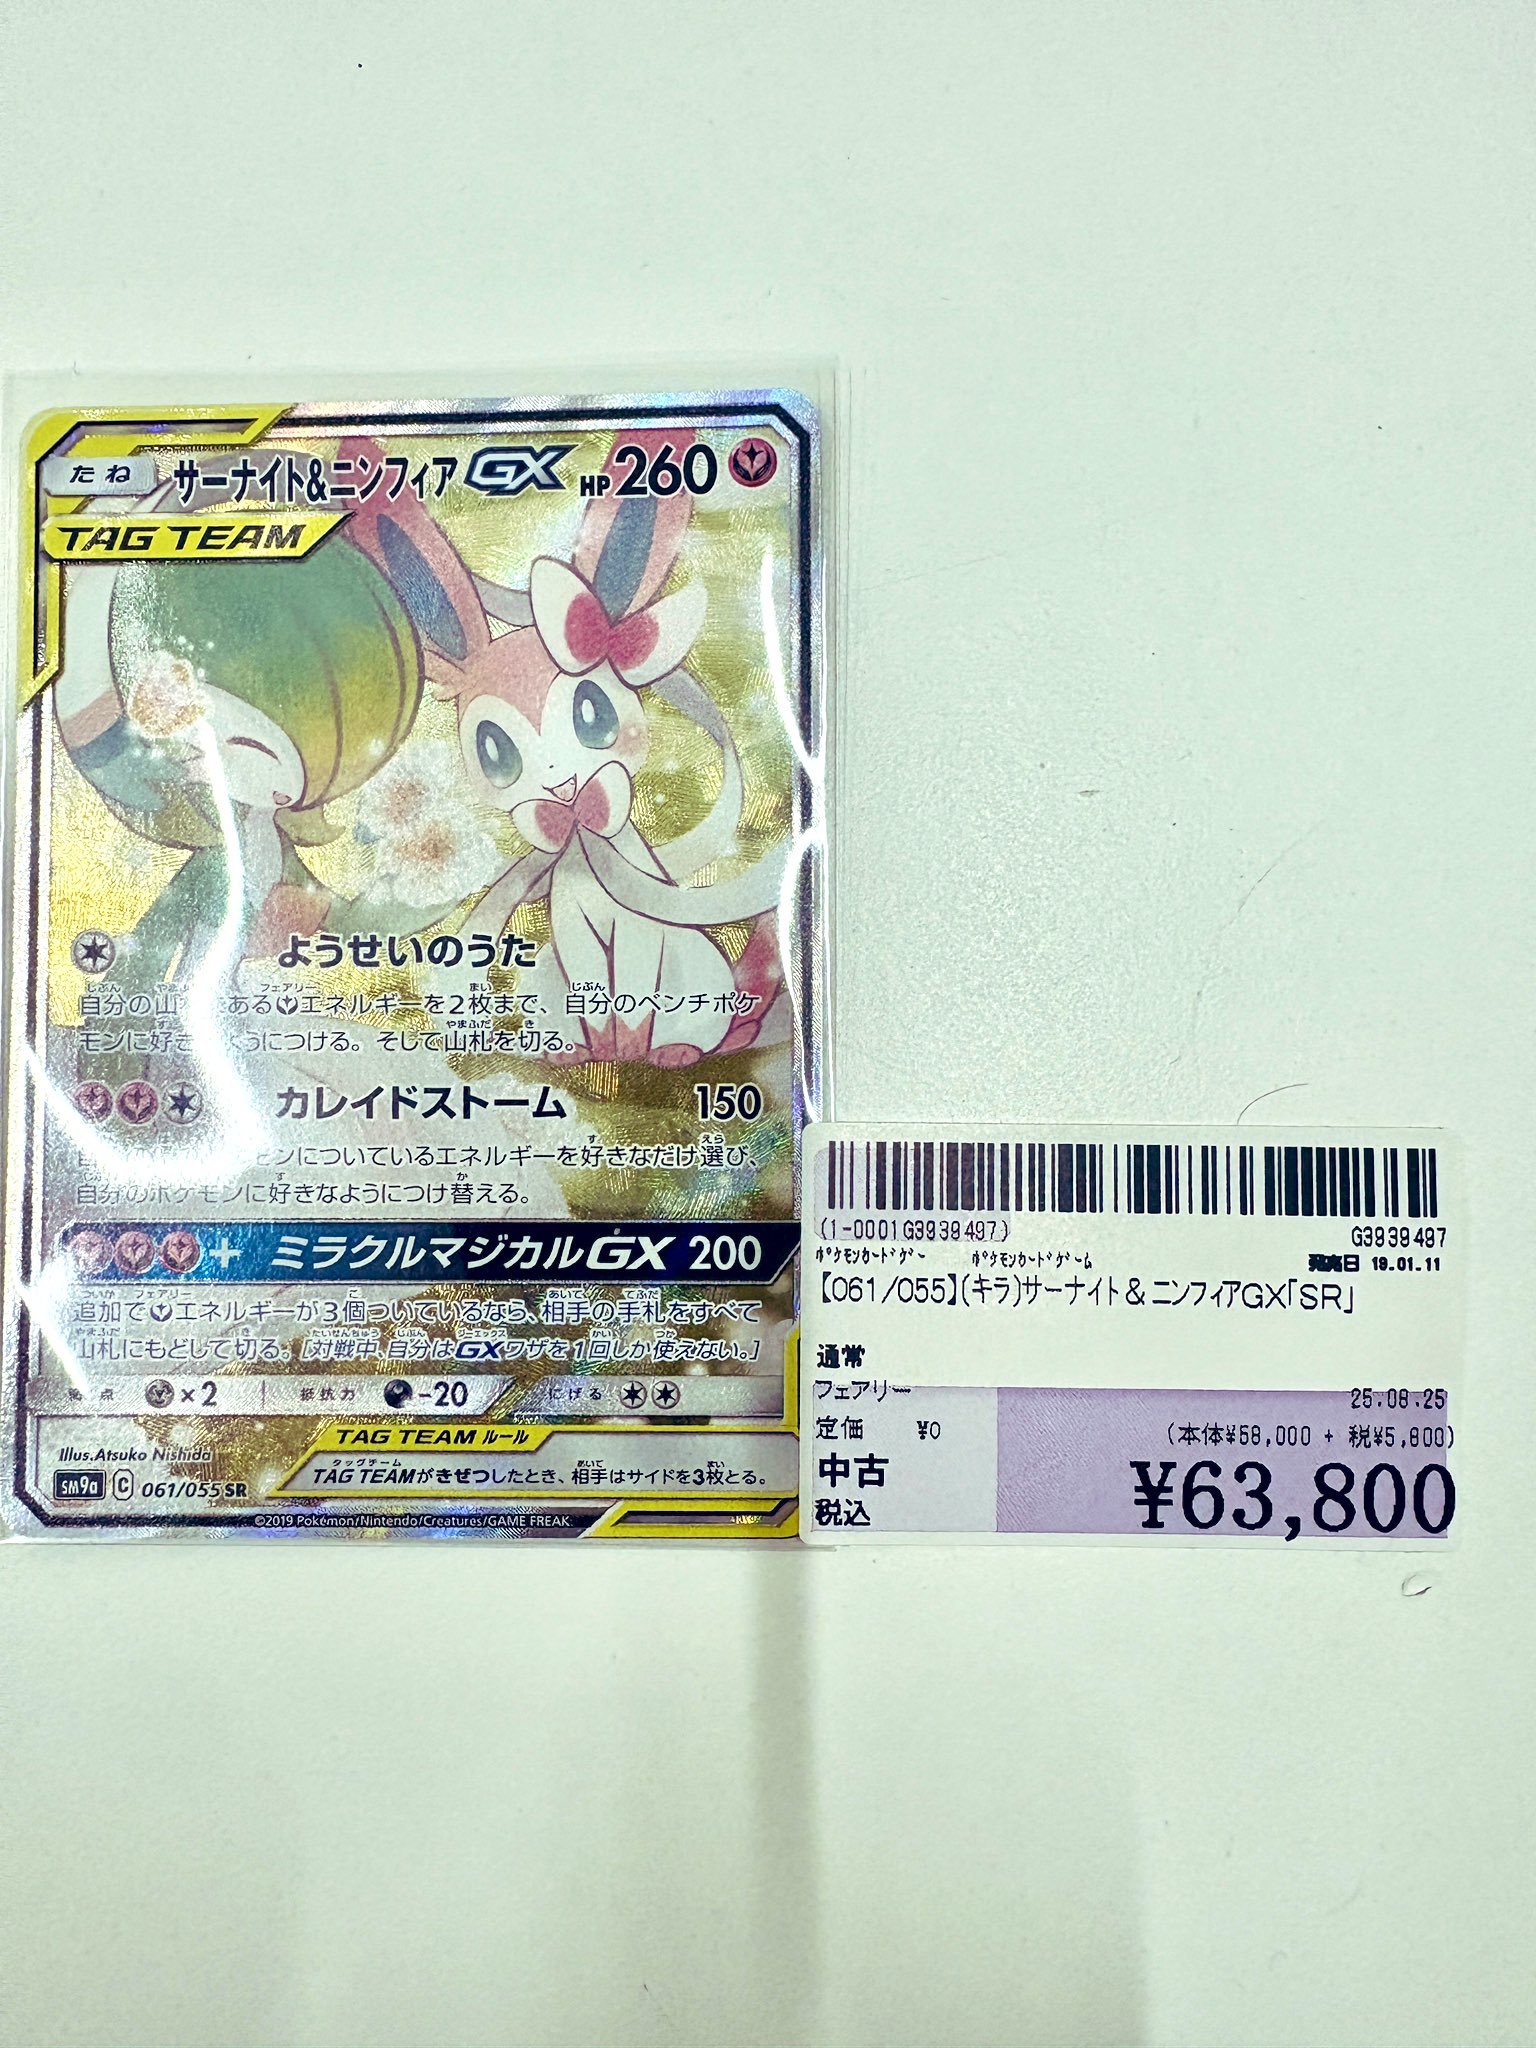 たね
サーナイト&ニンフィアGX HP260
TAG TEAM
ようせいのうた
自分の山 ある エネルギーを2枚まで、自分のベンチポケ
モンに好き ようにつける。そして山札を切る。
カレイドストーム 150
モンについているエネルギーを好きなだけ選び、
自分のポケモンに好きなようにつけ替える。
+ ミラクルマジカルGX 200
追加で エネルギーが3個ついているなら、相手の手札をすべて
山札にもどして切る。[対戦中、自分はGXワザを1回しか使えない。]
点 ×2 抵抗力 -20 にげる
Illus.Atsuko Nishida
TAG TEAM ルール
TAG TEAMがきぜつしたとき、相手はサイドを3枚とる。
sm9a C 061/055 SR
©2019 Pokémon/Nintendo/Creatures/GAME FREAK.
(1-0001G3939497) G3939497
ﾎﾟｹﾓﾝｶｰﾄﾞｹﾞｰ ﾎﾟｹﾓﾝｶｰﾄﾞｹﾞｰﾑ 発売日 19.01.11
【061/055】(キラ)サーナイト&ニンフィアGX「SR」
通常
フェアリー 25.08.25
定価 ¥0 (本体¥58,000 + 税¥5,800)
中古
税込 ¥63,800